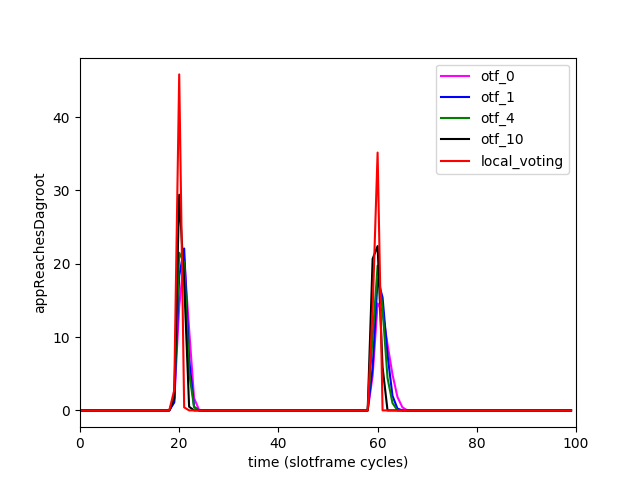 otf_0
otf_1
otf_4
otf_10
local_voting
appReachesDagroot
40
30
20
10
0
0 20 40 60 80 100
time (slotframe cycles)